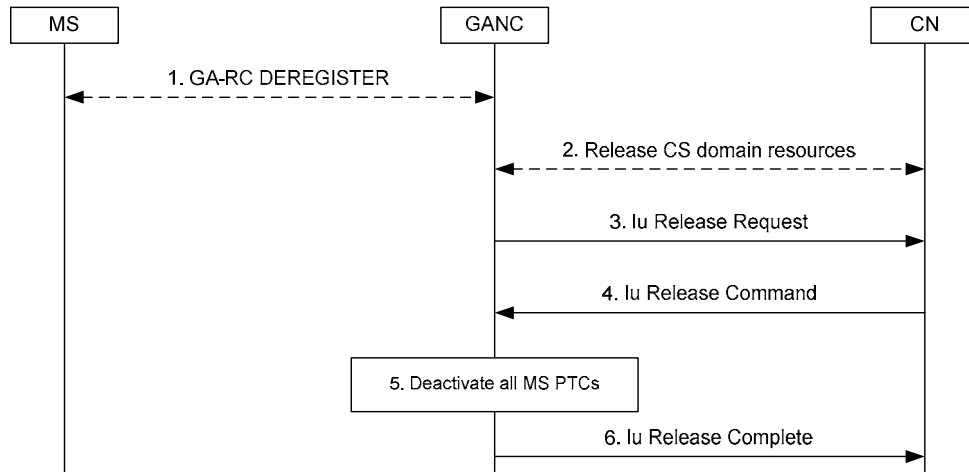 MS
GANC
CN
1. GA-RC DEREGISTER
2. Release CS domain resources
3. Iu Release Request
4. Iu Release Command
5. Deactivate all MS PTCs
6. Iu Release Complete